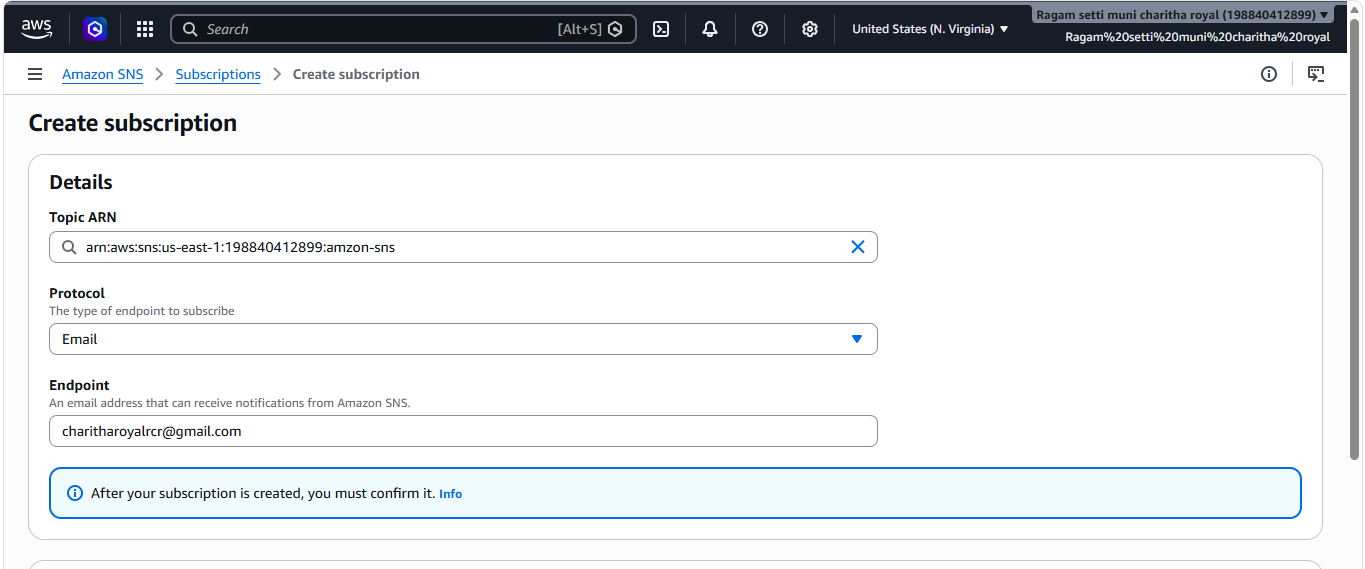 aws
Search [Alt+S]
United States (N. Virginia)
Ragam setti muni charitha royal (198840412899)
Ragam%20setti%20muni%20charitha%20royal
Amazon SNS
Subscriptions
Create subscription
Create subscription
Details
Topic ARN
arn:aws:sns:us-east-1:198840412899:amzon-sns
Protocol
The type of endpoint to subscribe
Email
Endpoint
An email address that can receive notifications from Amazon SNS.
charitharoyalrcr@gmail.com
After your subscription is created, you must confirm it. Info